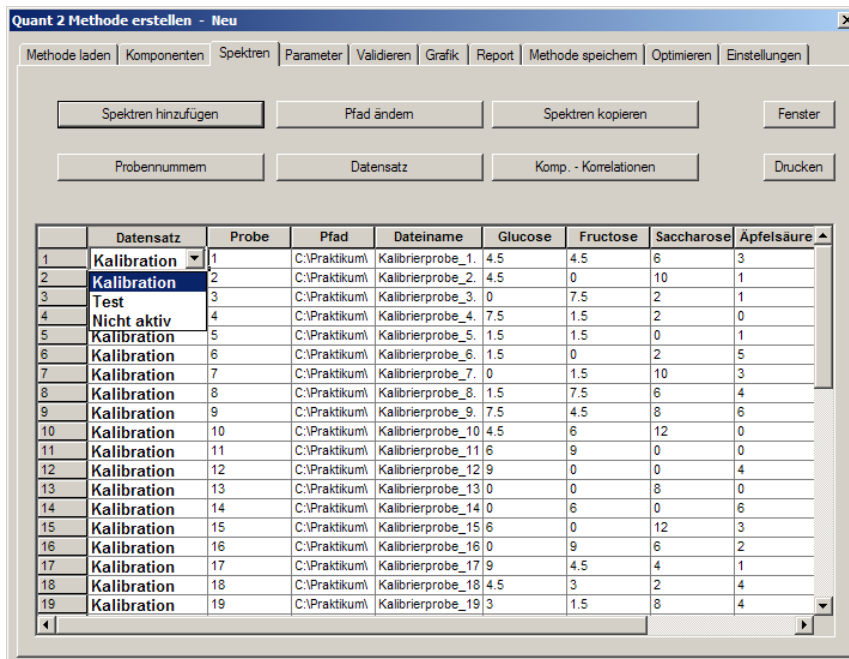 Quant 2 Methode erstellen - Neu
Methode laden Komponenten Spektren Parameter Validieren Grafik Report Methode speichern Optimieren Einstellungen
Spektren hinzufügen Pfad ändern Spektren kopieren Fenster
Probennummern Datensatz Komp. - Korrelationen Drucken
Datensatz Probe Pfad Dateiname Glucose Fructose Saccharose Äpfelsäure
1 Kalibration 1 C:\Praktikum\ Kalibrierprobe_1. 4.5 4.5 6 3
2 Kalibration 2 C:\Praktikum\ Kalibrierprobe_2. 4.5 0 10 1
3 Test 3 C:\Praktikum\ Kalibrierprobe_3. 0 7.5 2 1
4 Nicht aktiv 4 C:\Praktikum\ Kalibrierprobe_4. 7.5 1.5 2 0
5 Kalibration 5 C:\Praktikum\ Kalibrierprobe_5. 1.5 1.5 0 1
6 Kalibration 6 C:\Praktikum\ Kalibrierprobe_6. 1.5 0 2 5
7 Kalibration 7 C:\Praktikum\ Kalibrierprobe_7. 0 1.5 10 3
8 Kalibration 8 C:\Praktikum\ Kalibrierprobe_8. 1.5 7.5 6 4
9 Kalibration 9 C:\Praktikum\ Kalibrierprobe_9. 7.5 4.5 8 6
10 Kalibration 10 C:\Praktikum\ Kalibrierprobe_10 4.5 6 12 0
11 Kalibration 11 C:\Praktikum\ Kalibrierprobe_11 6 9 0 0
12 Kalibration 12 C:\Praktikum\ Kalibrierprobe_12 9 0 0 4
13 Kalibration 13 C:\Praktikum\ Kalibrierprobe_13 0 0 8 0
14 Kalibration 14 C:\Praktikum\ Kalibrierprobe_14 0 6 0 6
15 Kalibration 15 C:\Praktikum\ Kalibrierprobe_15 6 0 12 3
16 Kalibration 16 C:\Praktikum\ Kalibrierprobe_16 0 9 6 2
17 Kalibration 17 C:\Praktikum\ Kalibrierprobe_17 9 4.5 4 1
18 Kalibration 18 C:\Praktikum\ Kalibrierprobe_18 4.5 3 2 4
19 Kalibration 19 C:\Praktikum\ Kalibrierprobe_19 3 1.5 8 4